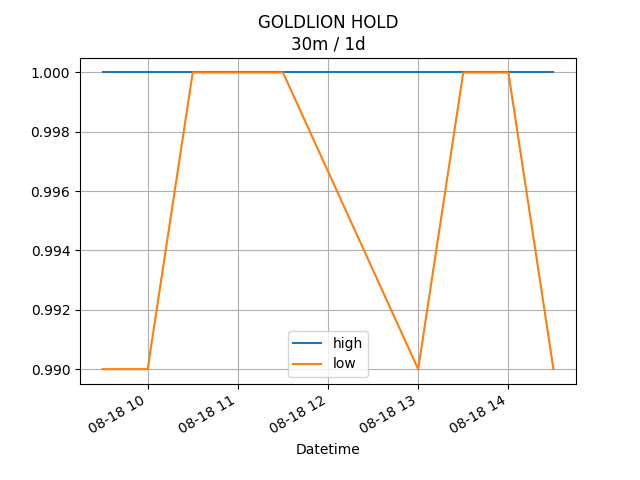 GOLDLION HOLD
30m / 1d
1.000
0.998
0.996
0.994
0.992
0.990
high
low
08-18 10
08-18 11
08-18 12
08-18 13
08-18 14
Datetime